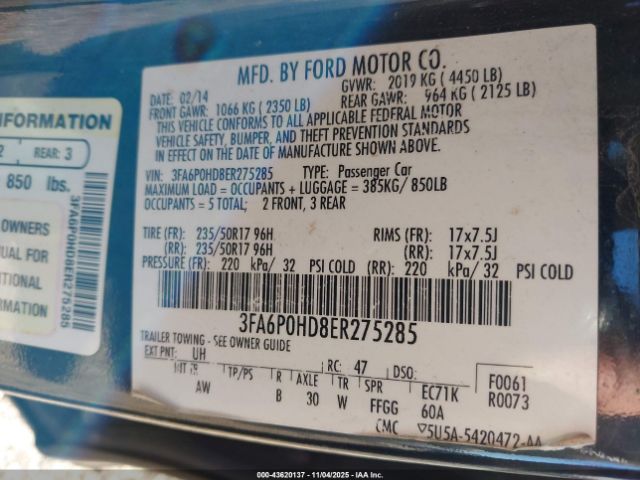 MFD. BY FORD MOTOR CO.
DATE: 02/14 GVWR: 2019 KG ( 4450 LB)
FRONT GAWR: 1066 KG ( 2350 LB) REAR GAWR: 964 KG ( 2125 LB)
THIS VEHICLE CONFORMS TO ALL APPLICABLE FEDERAL MOTOR
VEHICLE SAFETY, BUMPER, AND THEFT PREVENTION STANDARDS
IN EFFECT ON THE DATE OF MANUFACTURE SHOWN ABOVE.
VIN: 3FA6P0HD8ER275285 TYPE: Passenger Car
MAXIMUM LOAD = OCCUPANTS + LUGGAGE = 385KG/ 850LB
OCCUPANTS = 5 TOTAL; 2 FRONT, 3 REAR
TIRE (FR): 235/50R17 96H RIMS (FR): 17x7.5J
(RR): 235/50R17 96H (RR): 17x7.5J
PRESSURE (FR): 220 kPa/ 32 PSI COLD (RR): 220 kPa/ 32 PSI COLD
3FA6P0HD8ER275285
TRAILER TOWING - SEE OWNER GUIDE
EXT PNT: UH RC: 47 DSO: F0061
TP/PS R AXLE TR SPR EC71K R0073
AW B 30 W FFGG 60A
5U5A-5420472-AA
INFORMATION
2 REAR: 3
850 lbs.
OWNERS
UAL FOR
ITIONAL
RMATION
3FA6P0HD8ER275285
000-43620137 - 11/04/2025 - IAAI.com